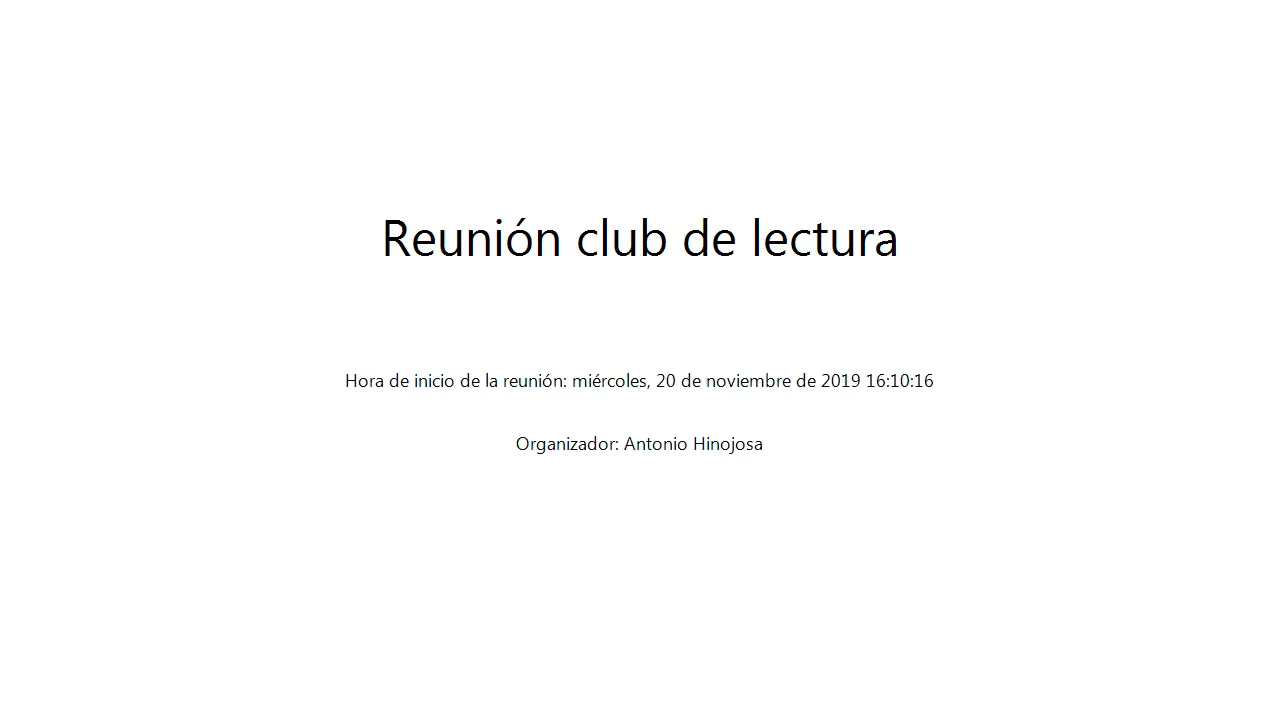 Reunión club de lectura
Hora de inicio de la reunión: miércoles, 20 de noviembre de 2019 16:10:16
Organizador: Antonio Hinojosa